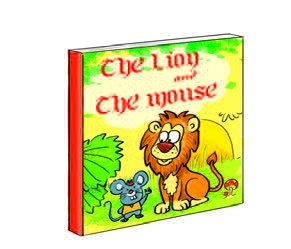 The Lion
and
The mouse